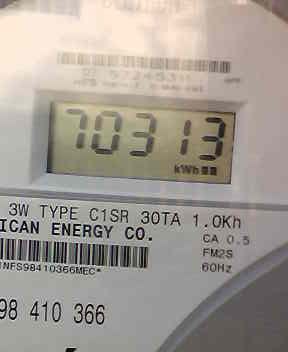 70313
kWh
3W TYPE C1SR 30TA 1.0Kh
ICAN ENERGY CO.
CA 0.5
FM2S
60Hz
NFS98410366MEC*
98 410 366